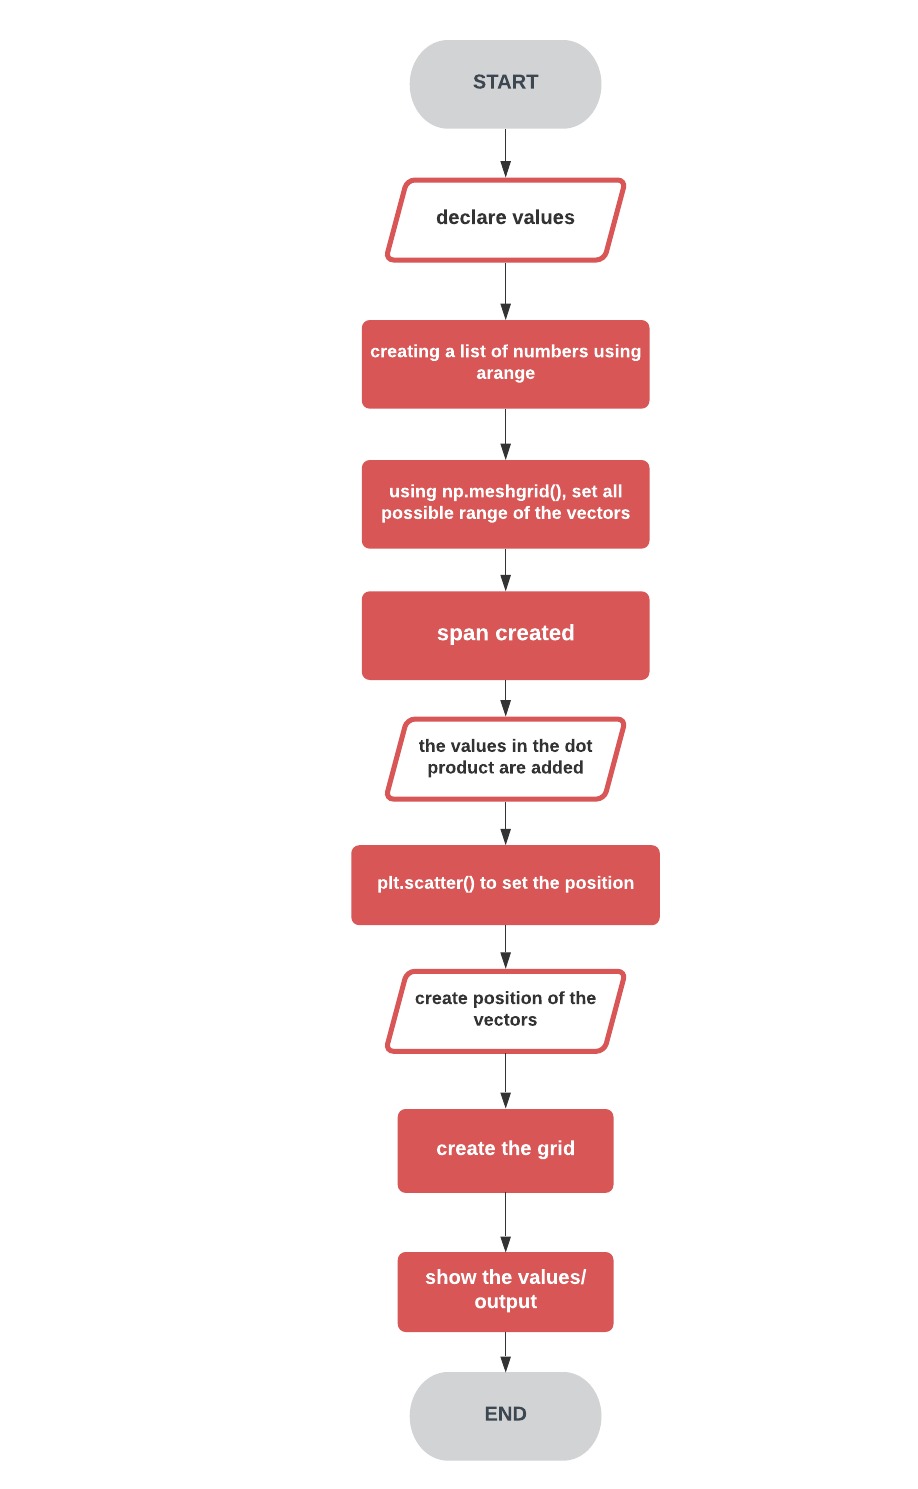 START
declare values
creating a list of numbers using
arange
using np.meshgrid(), set all
possible range of the vectors
span created
the values in the dot
product are added
plt.scatter() to set the position
create position of the
vectors
create the grid
show the values/
output
END